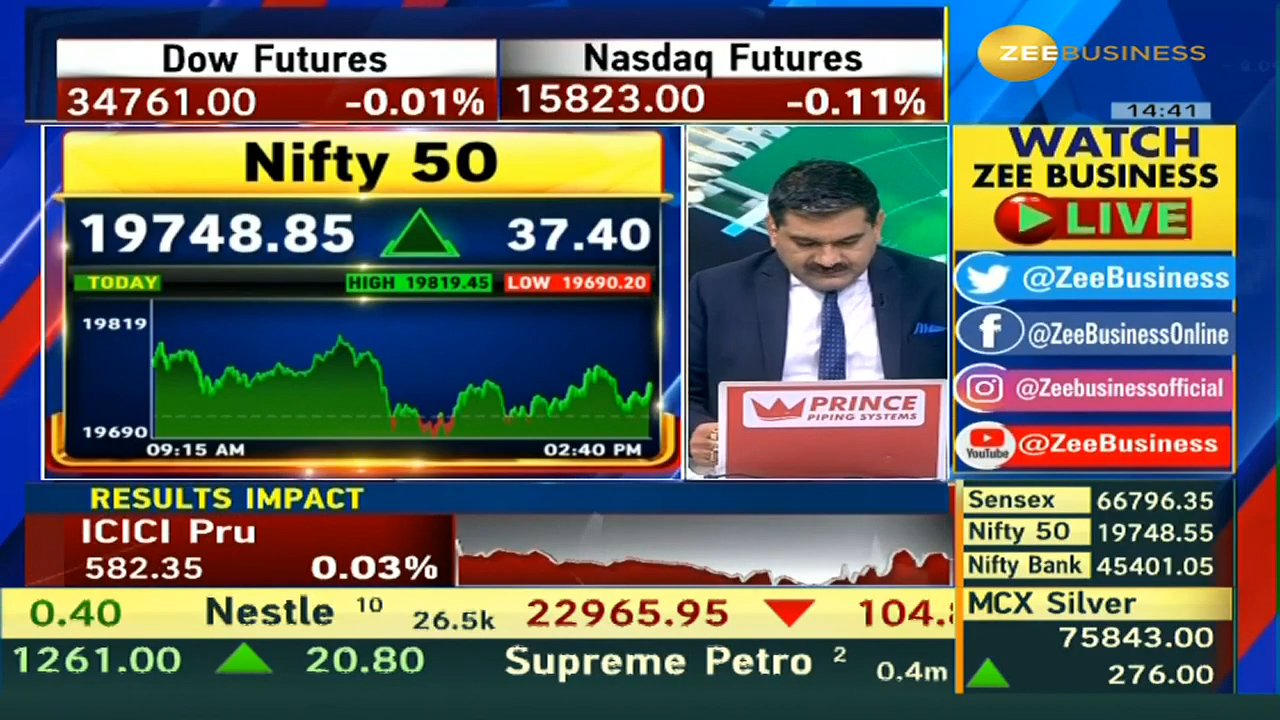 Dow Futures
34761.00 -0.01%
Nasdaq Futures
15823.00 -0.11%
ZEEBUSINESS
14:41
Nifty 50
19748.85 37.40
TODAY HIGH 19819.45 LOW 19690.20
19819
19690
09:15 AM 02:40 PM
PRINCE
PIPING SYSTEMS
WATCH
ZEE BUSINESS
LIVE
@ZeeBusiness
@ZeeBusinessOnline
@Zeebusinessofficial
YouTube @ZeeBusiness
RESULTS IMPACT
ICICI Pru
582.35 0.03%
Sensex 66796.35
Nifty 50 19748.55
Nifty Bank 45401.05
MCX Silver
75843.00
276.00
0.40 Nestle 10 26.5k 22965.95 104.
1261.00 20.80 Supreme Petro 2 0.4m